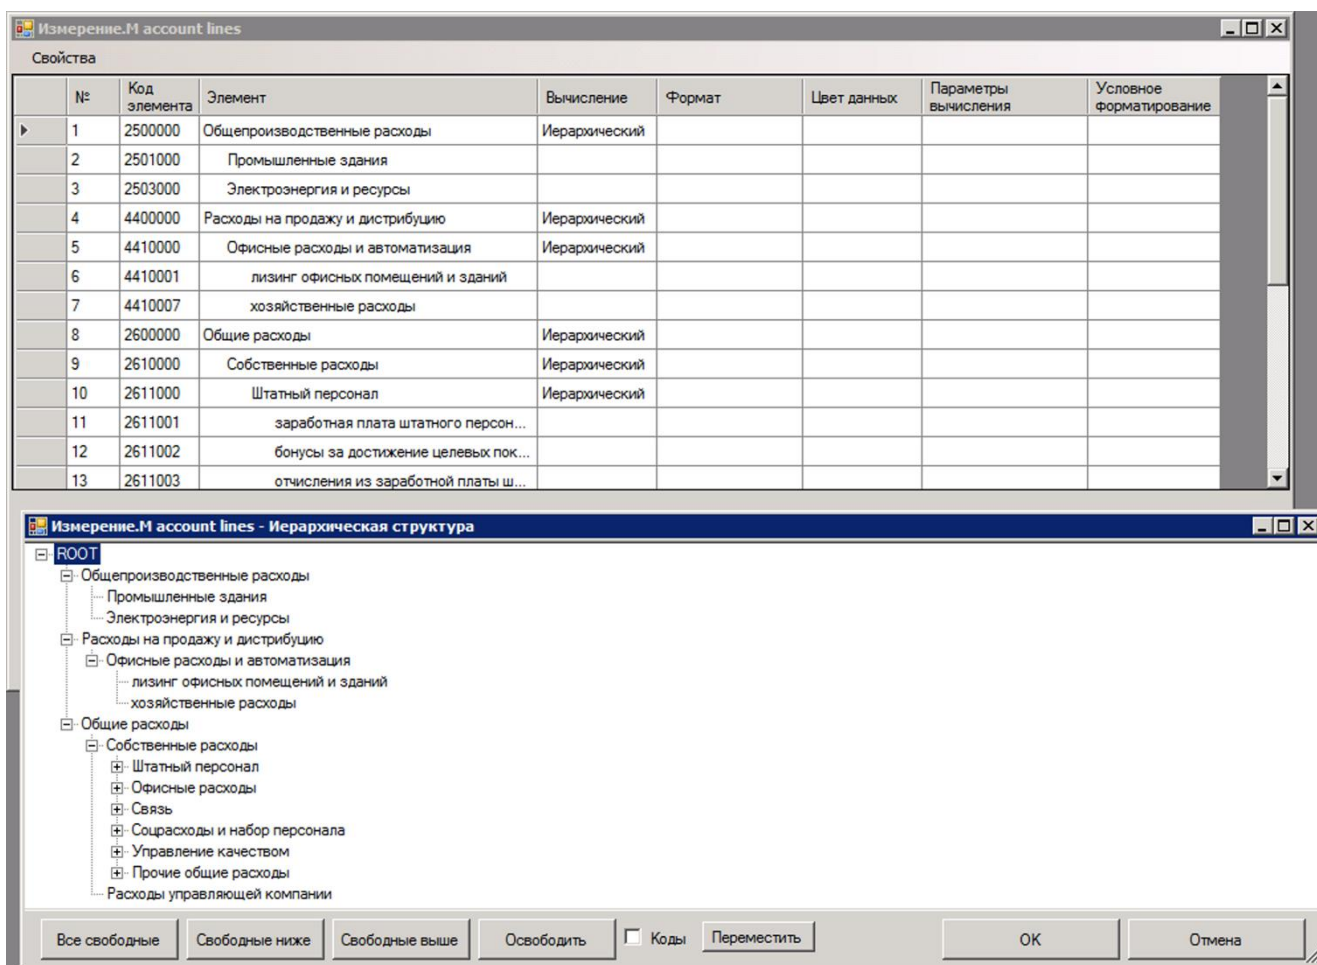 Измерение.M account lines
Свойства
№ Код элемента Элемент Вычисление Формат Цвет данных Параметры вычисления Условное форматирование
1 2500000 Общепроизводственные расходы Иерархический
2 2501000 Промышленные здания
3 2503000 Электроэнергия и ресурсы
4 4400000 Расходы на продажу и дистрибуцию Иерархический
5 4410000 Офисные расходы и автоматизация Иерархический
6 4410001 лизинг офисных помещений и зданий
7 4410007 хозяйственные расходы
8 2600000 Общие расходы Иерархический
9 2610000 Собственные расходы Иерархический
10 2611000 Штатный персонал Иерархический
11 2611001 заработная плата штатного персон...
12 2611002 бонусы за достижение целевых пок...
13 2611003 отчисления из заработной платы ш...
Измерение.M account lines - Иерархическая структура
ROOT
Общепроизводственные расходы
Промышленные здания
Электроэнергия и ресурсы
Расходы на продажу и дистрибуцию
Офисные расходы и автоматизация
лизинг офисных помещений и зданий
хозяйственные расходы
Общие расходы
Собственные расходы
Штатный персонал
Офисные расходы
Связь
Соцрасходы и набор персонала
Управление качеством
Прочие общие расходы
Расходы управляющей компании
Все свободные Свободные ниже Свободные выше Освободить Коды Переместить OK Отмена